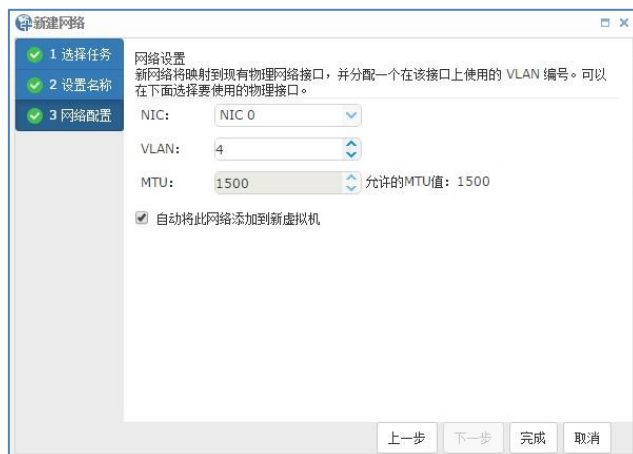 新建网络
1 选择任务
2 设置名称
3 网络配置
网络设置
新网络将映射到现有物理网络接口，并分配一个在该接口上使用的 VLAN 编号。可以
在下面选择要使用的物理接口。
NIC: NIC 0
VLAN: 4
MTU: 1500 允许的MTU值: 1500
自动将此网络添加到新虚拟机
上一步 下一步 完成 取消